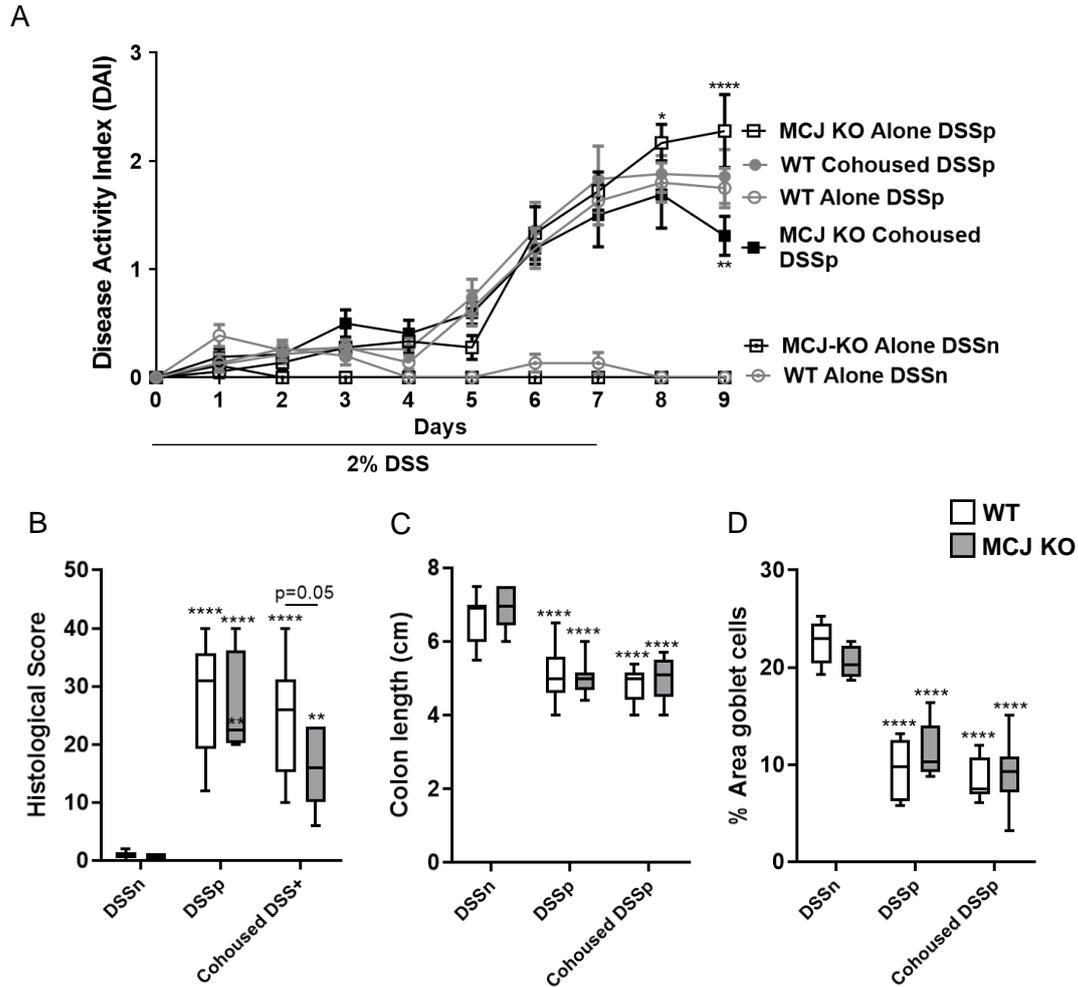 A
Disease Activity Index (DAI)
3
2
1
0
****
*
**
MCJ KO Alone DSSp
WT Cohoused DSSp
WT Alone DSSp
MCJ KO Cohoused
DSSp
MCJ-KO Alone DSSn
WT Alone DSSn
0 1 2 3 4 5 6 7 8 9
Days
2% DSS
WT
MCJ KO
B
Histological Score
50
40
30
20
10
0
**** **** ****
p=0.05
** **
DSSn DSSp Cohoused DSS+
C
Colon length (cm)
8
6
4
2
0
**** **** **** ****
DSSn DSSp Cohoused DSSp
D
% Area goblet cells
30
20
10
0
**** **** **** ****
DSSn DSSp Cohoused DSSp